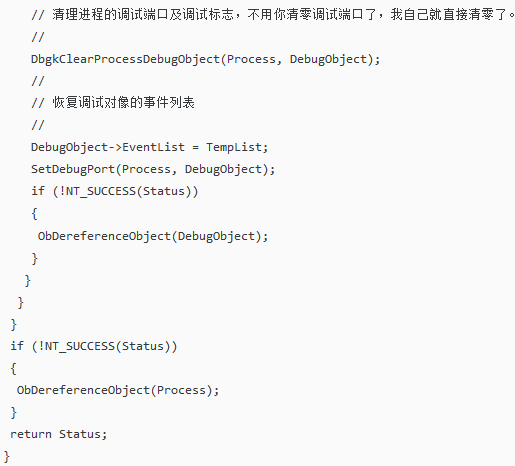 // 清理进程的调试端口及调试标志，不用你清零调试端口了，我自己就直接清零了。
//
DbgkClearProcessDebugObject(Process, DebugObject);
//
// 恢复调试对像的事件列表
//
DebugObject->EventList = TempList;
SetDebugPort(Process, DebugObject);
if (!NT_SUCCESS(Status))
{
ObDereferenceObject(DebugObject);
}
}
}
}
if (!NT_SUCCESS(Status))
{
ObDereferenceObject(Process);
}
return Status;
}